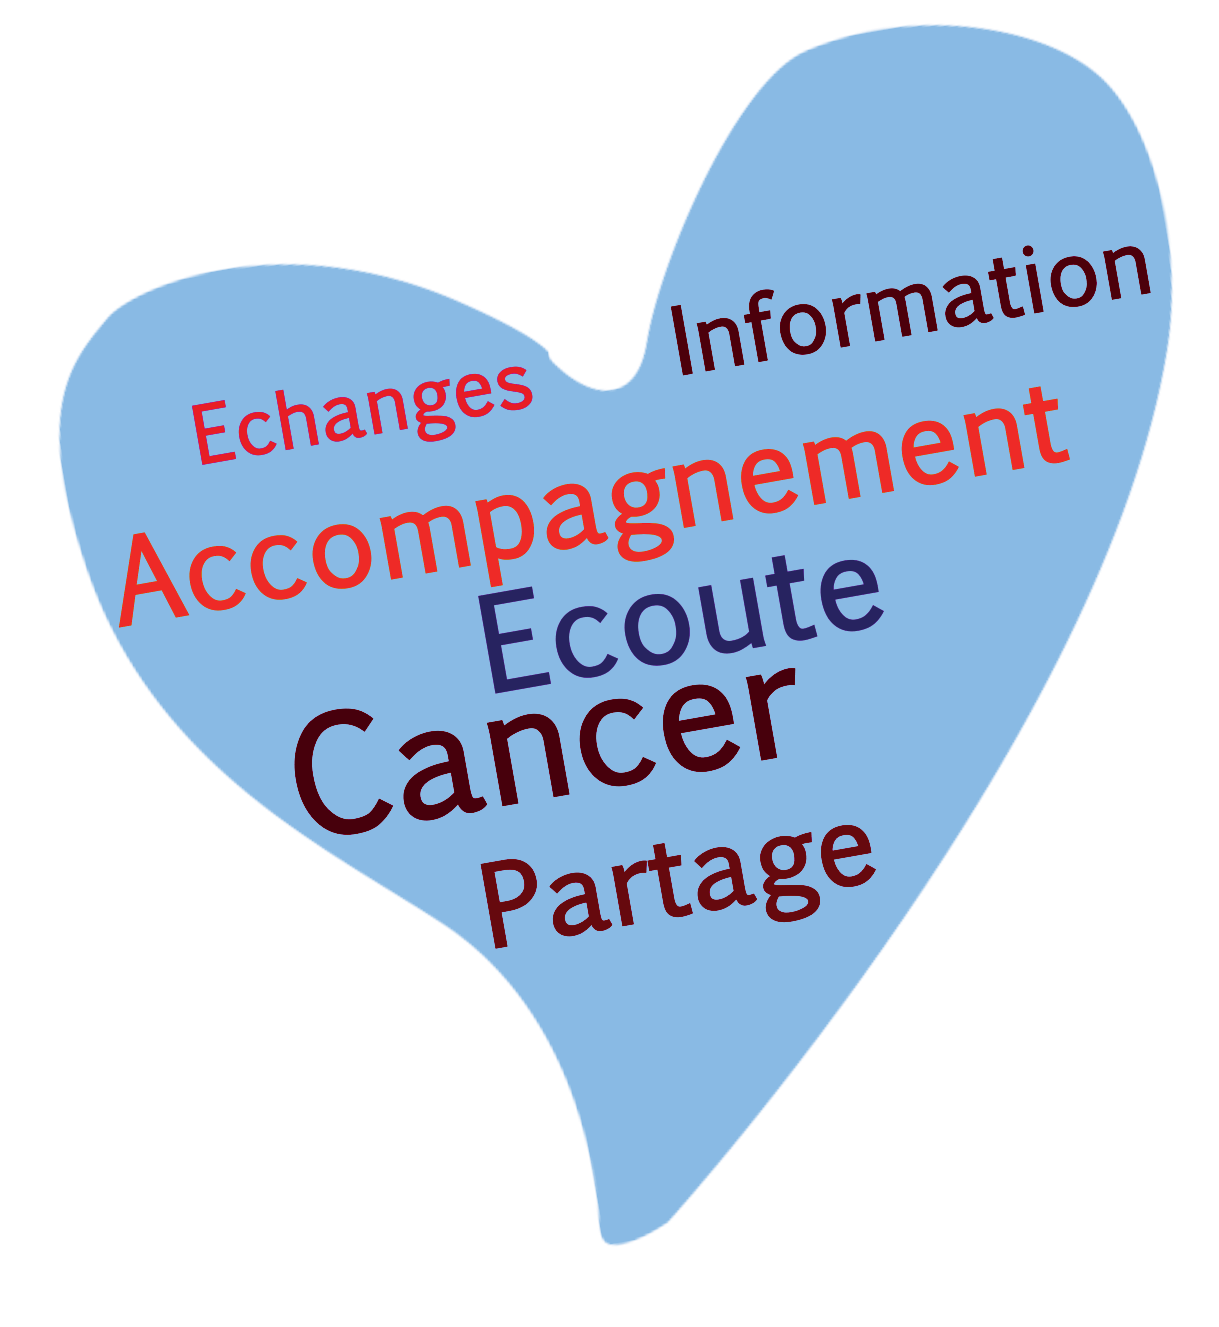 Information
Echanges
Accompagnement
Ecoute
Cancer
Partage